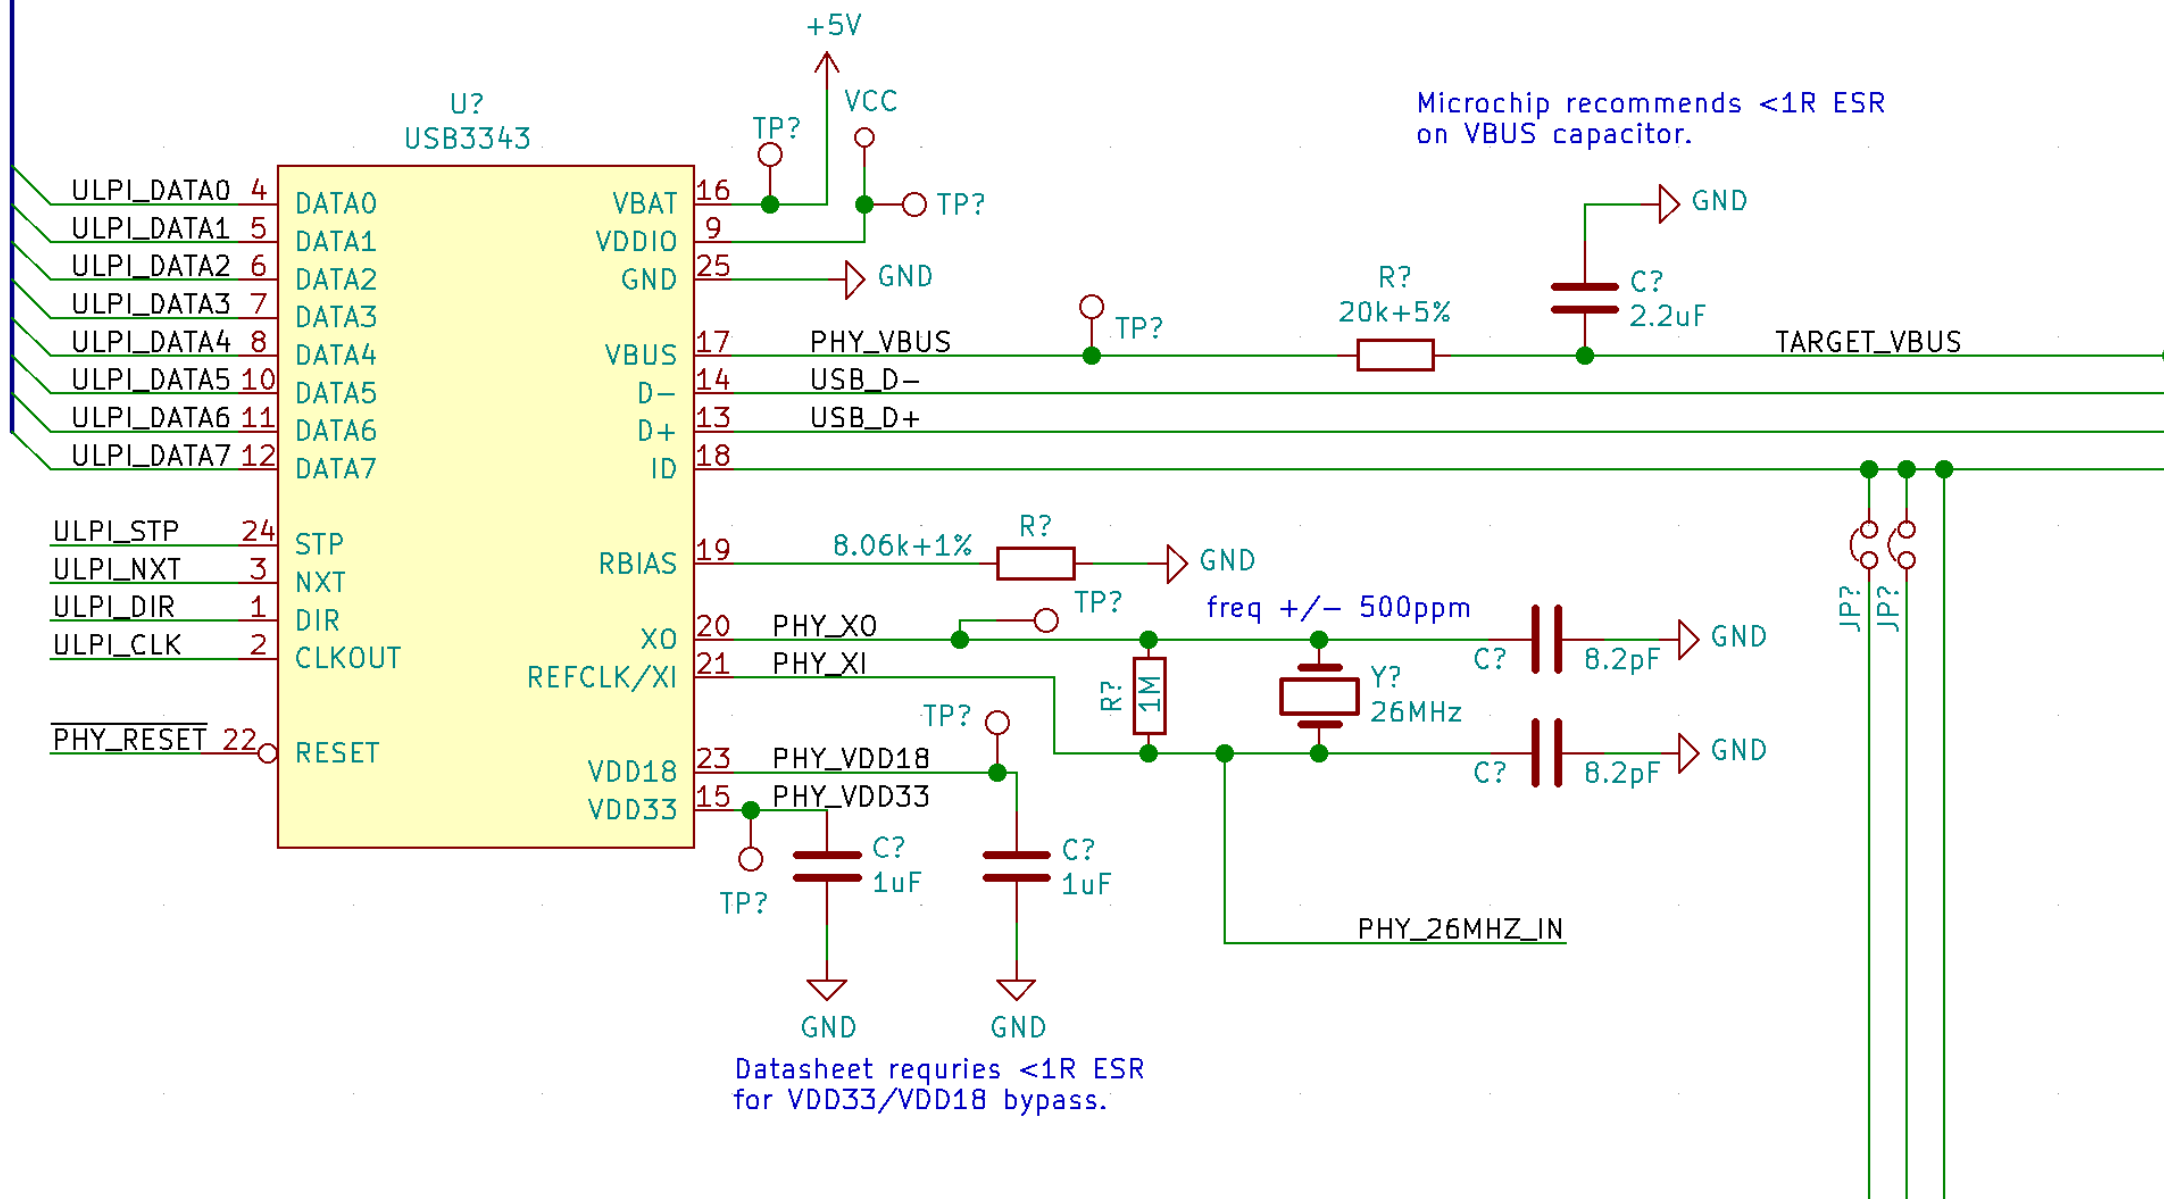 +5V
VCC
TP?
TP?
U?
USB3343
Microchip recommends <1R ESR
on VBUS capacitor.
ULPI_DATA0 4 DATA0
ULPI_DATA1 5 DATA1
ULPI_DATA2 6 DATA2
ULPI_DATA3 7 DATA3
ULPI_DATA4 8 DATA4
ULPI_DATA5 10 DATA5
ULPI_DATA6 11 DATA6
ULPI_DATA7 12 DATA7
ULPI_STP 24 STP
ULPI_NXT 3 NXT
ULPI_DIR 1 DIR
ULPI_CLK 2 CLKOUT
PHY_RESET 22 RESET
VBAT 16
VDDIO 9
GND 25 GND
VBUS 17 PHY_VBUS
D- 14 USB_D-
D+ 13 USB_D+
ID 18
RBIAS 19
XO 20 PHY_XO
REFCLK/XI 21 PHY_XI
VDD18 23 PHY_VDD18
VDD33 15 PHY_VDD33
TP?
R?
20k+5%
C?
2.2uF
GND
TARGET_VBUS
R?
8.06k+1%
GND
TP?
freq +/- 500ppm
R?
1M
Y?
26MHz
C?
8.2pF
GND
C?
8.2pF
GND
JP?
JP?
TP?
TP?
C?
1uF
C?
1uF
GND
GND
PHY_26MHZ_IN
Datasheet requries <1R ESR
for VDD33/VDD18 bypass.